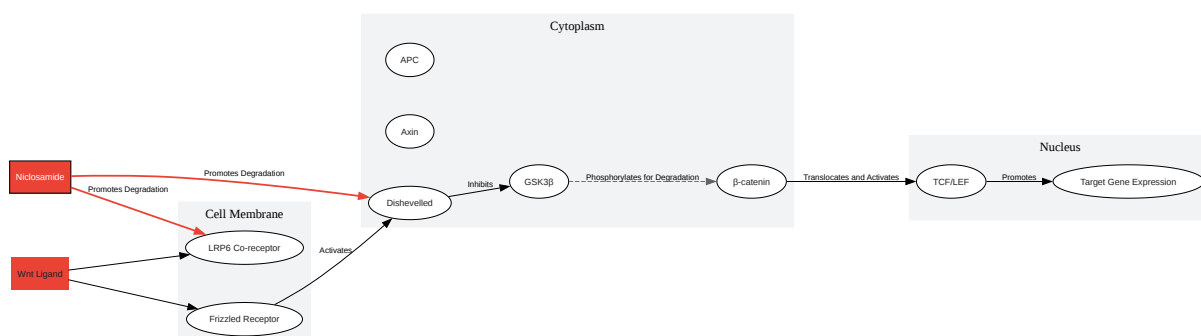 Cytoplasm
APC
Axin
Nucleus
Niclosamide
Promotes Degradation
Promotes Degradation
Inhibits
GSK3β
Phosphorylates for Degradation
β-catenin
Translocates and Activates
TCF/LEF
Promotes
Target Gene Expression
Dishevelled
Cell Membrane
LRP6 Co-receptor
Activates
Wnt Ligand
Frizzled Receptor